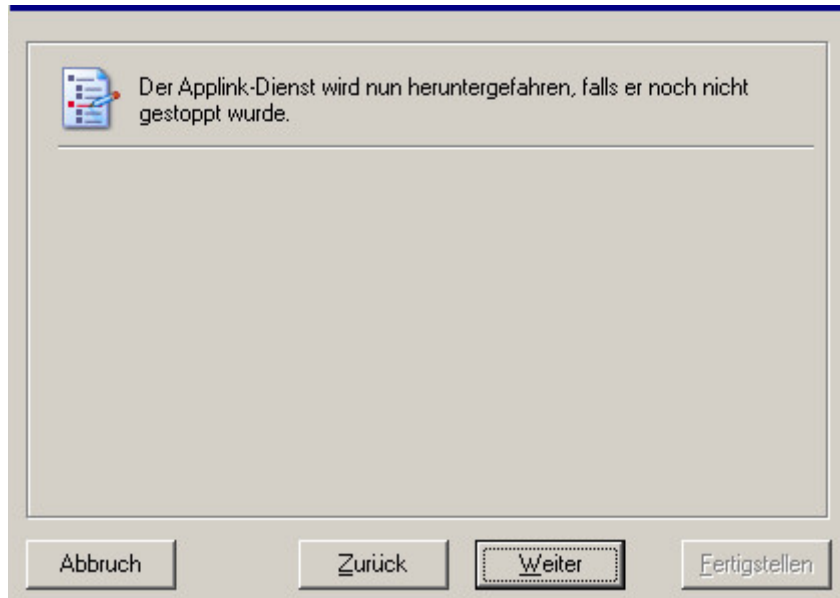 Der Applink-Dienst wird nun heruntergefahren, falls er noch nicht
gestoppt wurde.
Abbruch
Zurück
Weiter
Fertigstellen